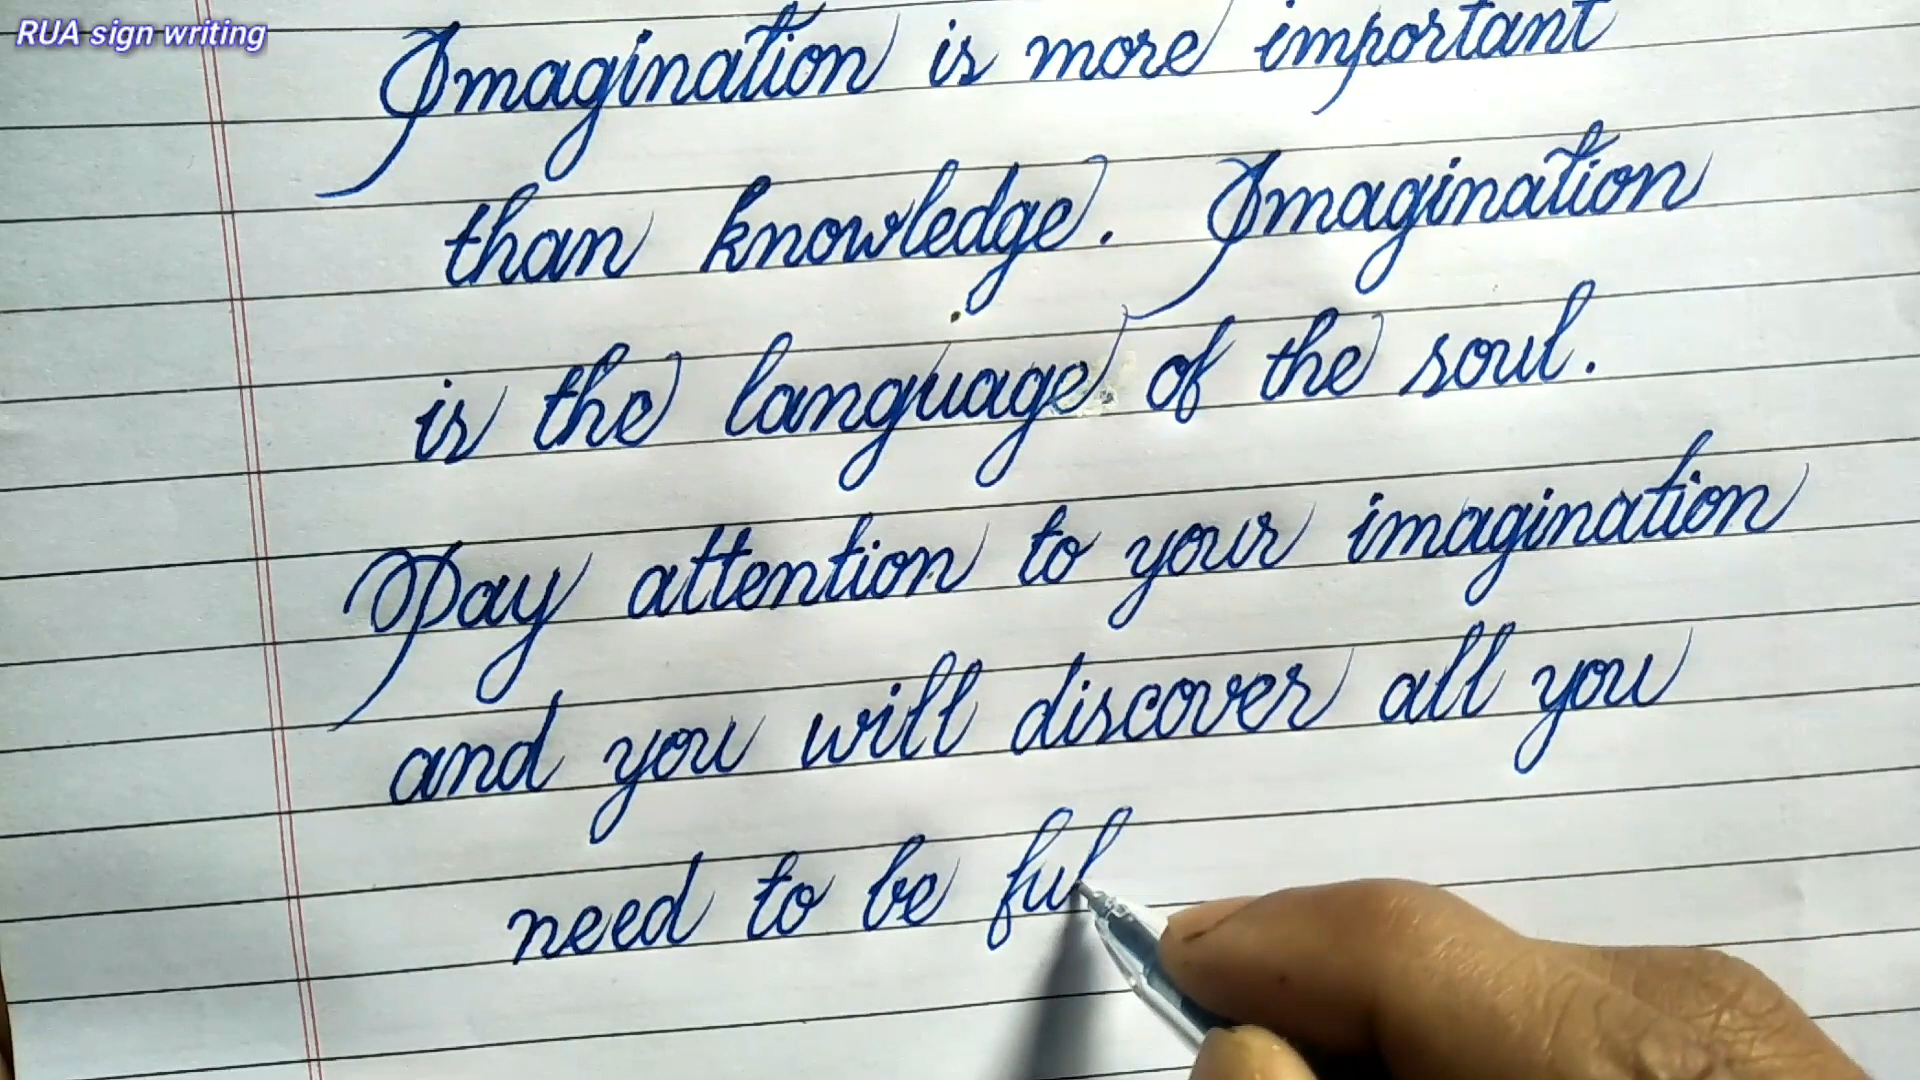 RUA sign writing
Imagination is more important
than knowledge. Imagination
is the language of the soul.
Pay attention to your imagination
and you will discover all you
need to be ful